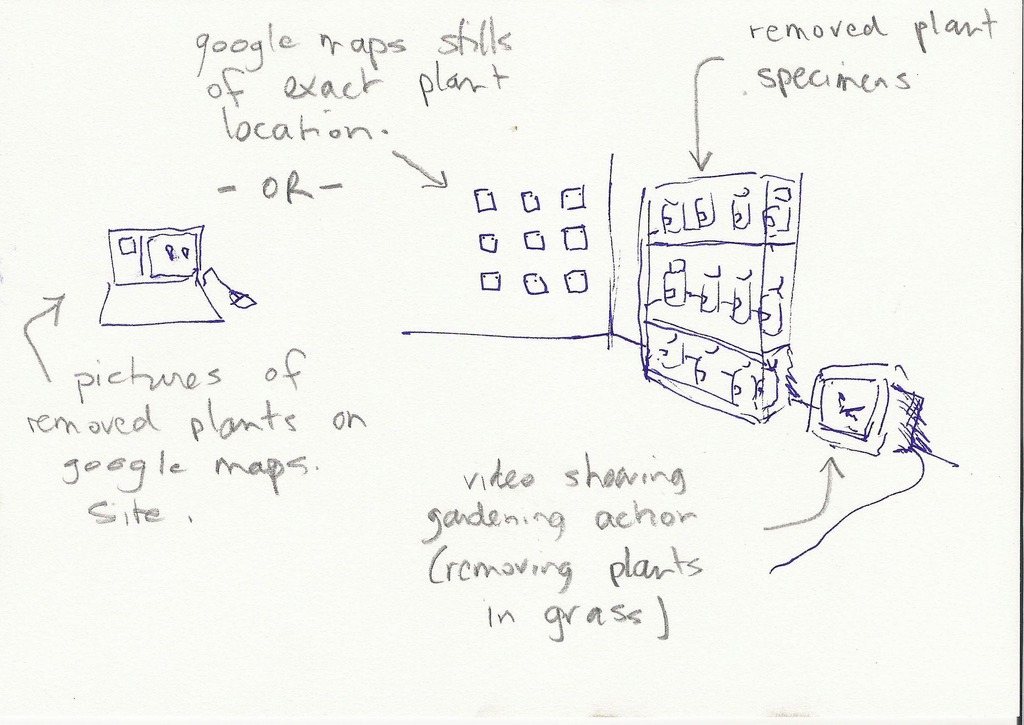 google maps stills
of exact plant
location.
- OR -
removed plant
specimens
pictures of
removed plants on
google maps.
site.
video showing
gardening action
(removing plants
in grass)